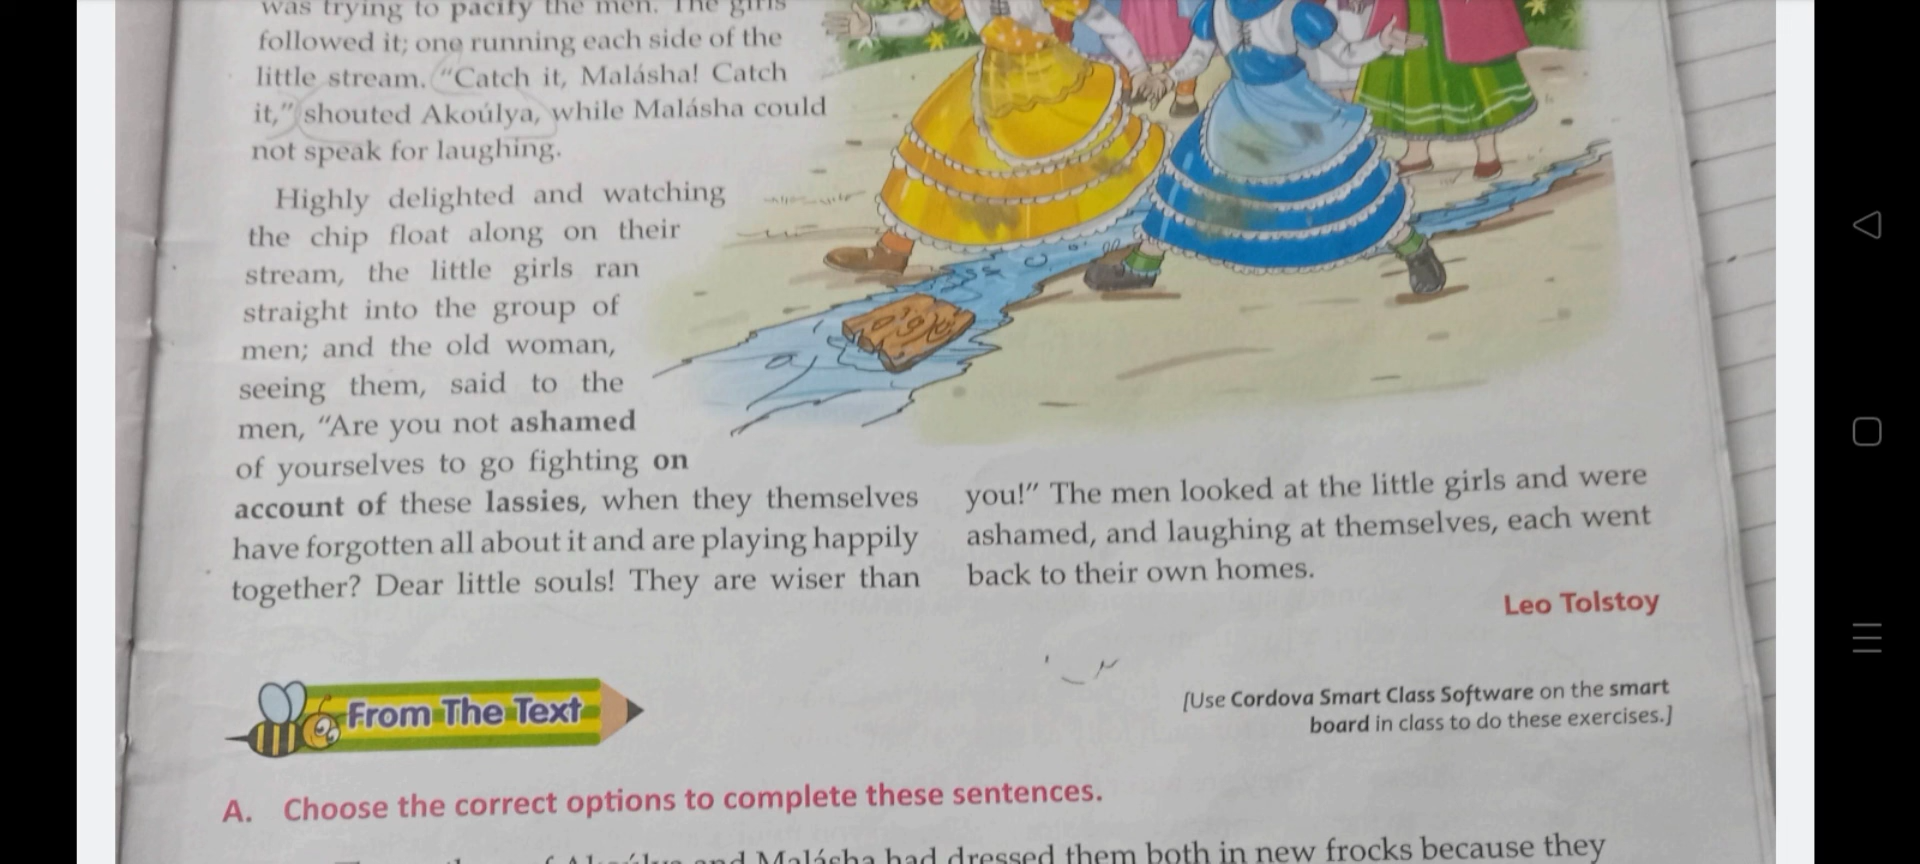 was trying to pacify the men. The girls
followed it; one running each side of the
little stream. "Catch it, Malásha! Catch
it," shouted Akoúlya, while Malásha could
not speak for laughing.
Highly delighted and watching
the chip float along on their
stream, the little girls ran
straight into the group of
men; and the old woman,
seeing them, said to the
men, "Are you not ashamed
of yourselves to go fighting on
account of these lassies, when they themselves
have forgotten all about it and are playing happily
together? Dear little souls! They are wiser than
you!" The men looked at the little girls and were
ashamed, and laughing at themselves, each went
back to their own homes.
Leo Tolstoy
From The Text
[Use Cordova Smart Class Software on the smart
board in class to do these exercises.]
A. Choose the correct options to complete these sentences.
and Malásha had dressed them both in new frocks because they